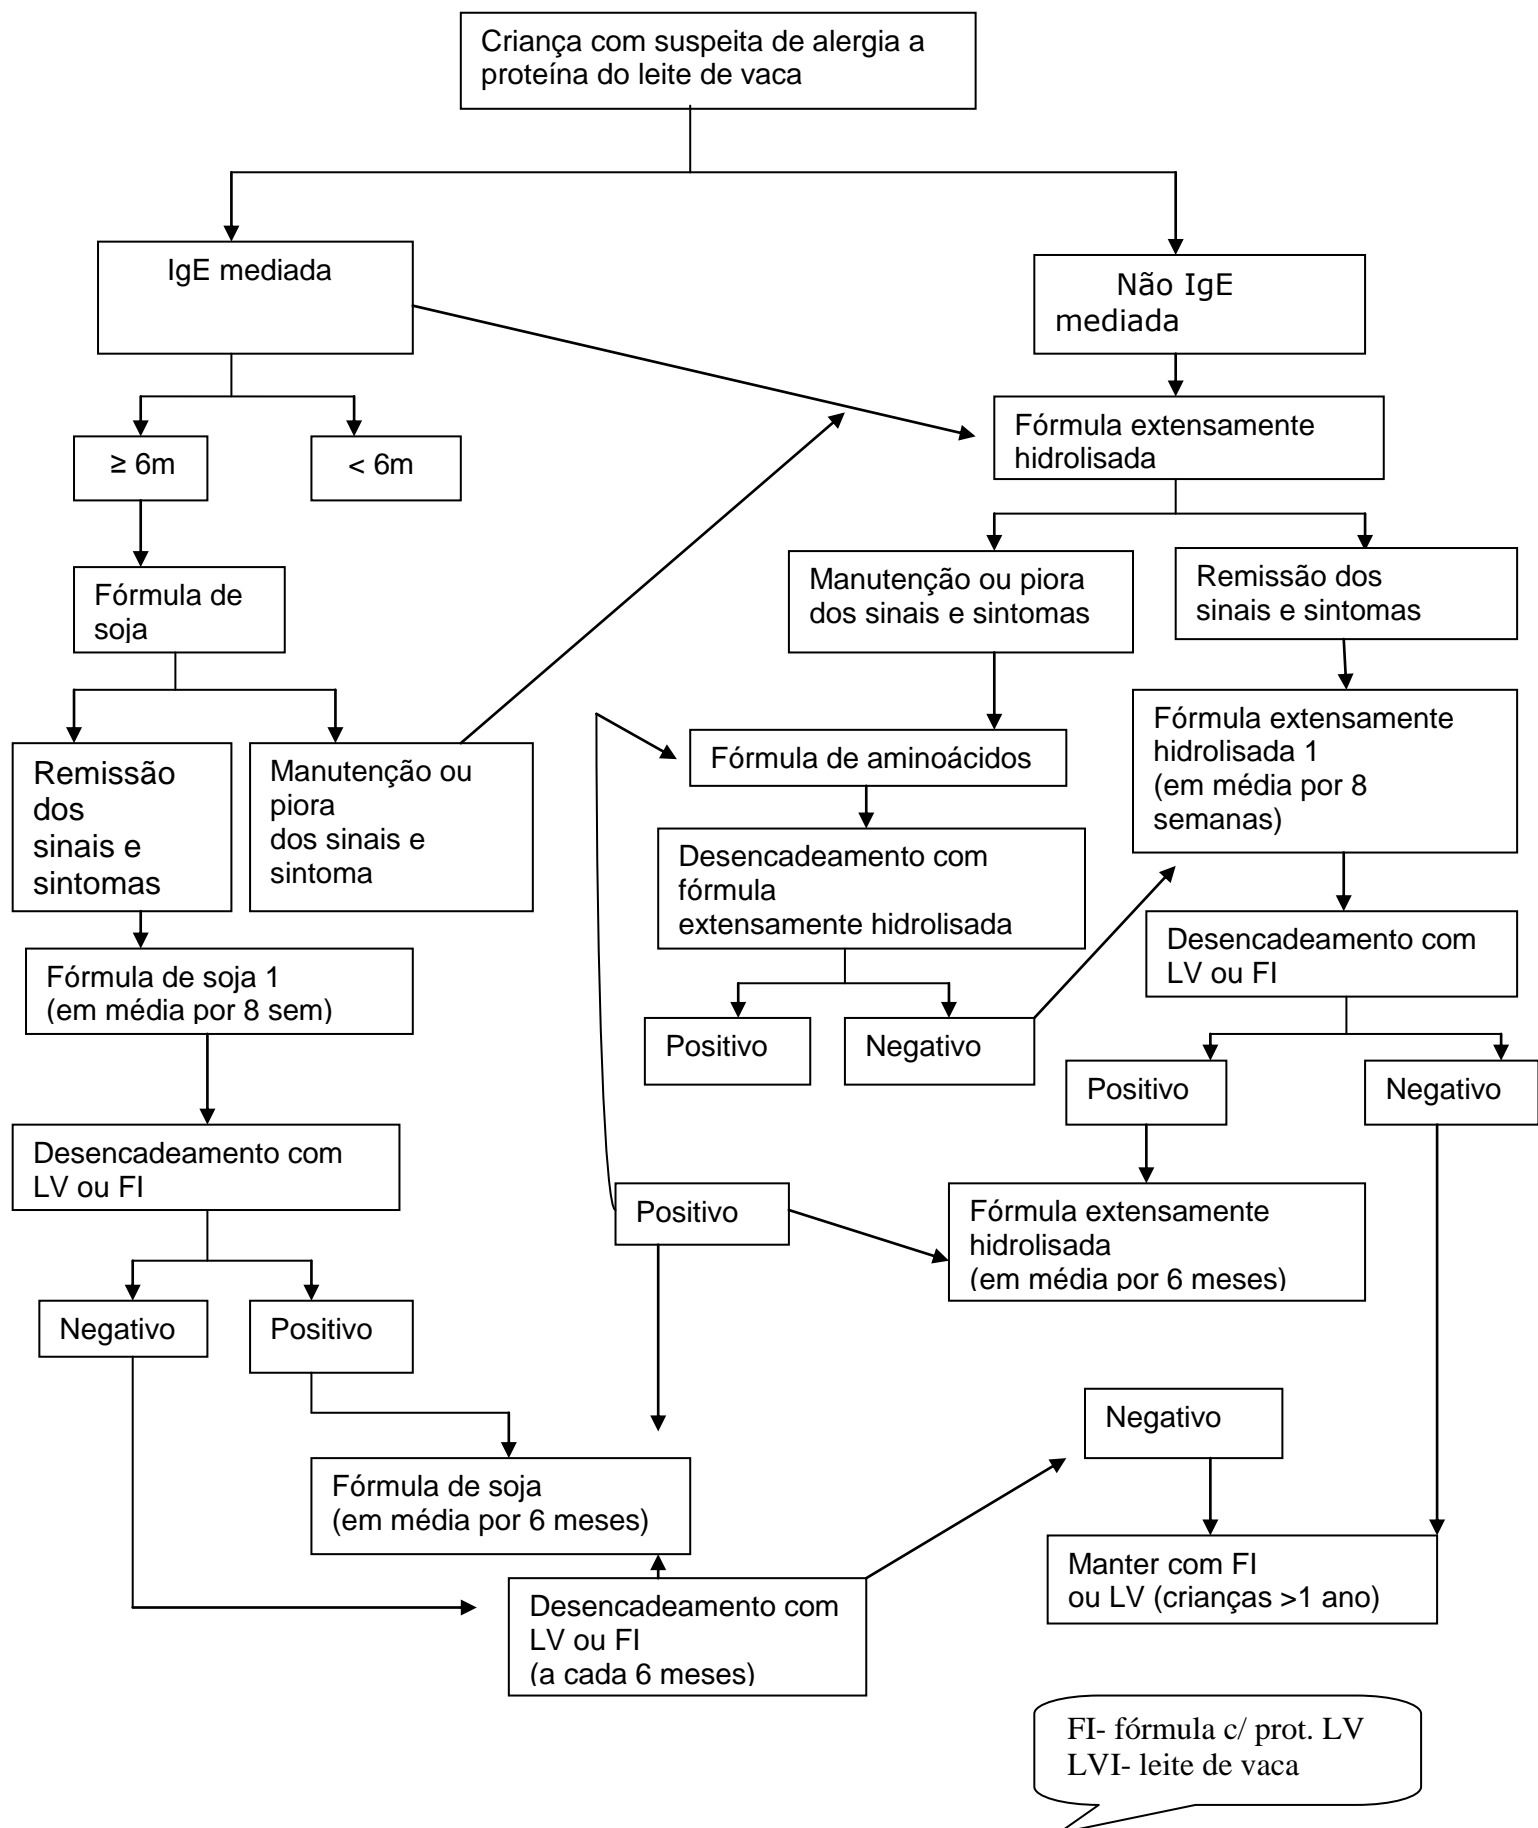 Criança com suspeita de alergia a
proteína do leite de vaca
IgE mediada
Não IgE
mediada
≥ 6m
< 6m
Fórmula extensamente
hidrolisada
Fórmula de
soja
Manutenção ou piora
dos sinais e sintomas
Remissão dos
sinais e sintomas
Remissão
dos
sinais e
sintomas
Manutenção ou
piora
dos sinais e
sintoma
Fórmula de aminoácidos
Fórmula extensamente
hidrolisada 1
(em média por 8
semanas)
Desencadeamento com
fórmula
extensamente hidrolisada
Fórmula de soja 1
(em média por 8 sem)
Desencadeamento com
LV ou FI
Positivo
Negativo
Positivo
Negativo
Desencadeamento com
LV ou FI
Positivo
Fórmula extensamente
hidrolisada
(em média por 6 meses)
Negativo
Positivo
Negativo
Fórmula de soja
(em média por 6 meses)
Manter com FI
ou LV (crianças >1 ano)
Desencadeamento com
LV ou FI
(a cada 6 meses)
FI- fórmula c/ prot. LV
LVI- leite de vaca